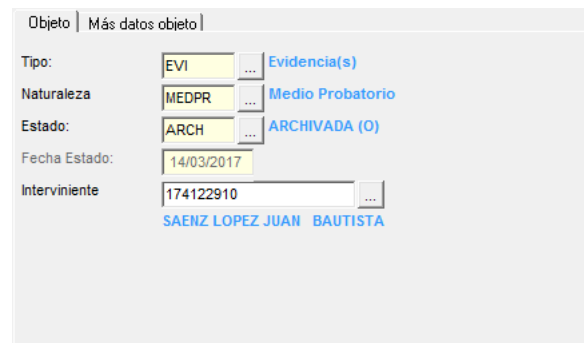 Objeto Más datos objeto
Tipo: EVI ... Evidencia(s)
Naturaleza MEDPR ... Medio Probatorio
Estado: ARCH ... ARCHIVADA (O)
Fecha Estado: 14/03/2017
Interviniente 174122910 ...
SAENZ LOPEZ JUAN BAUTISTA